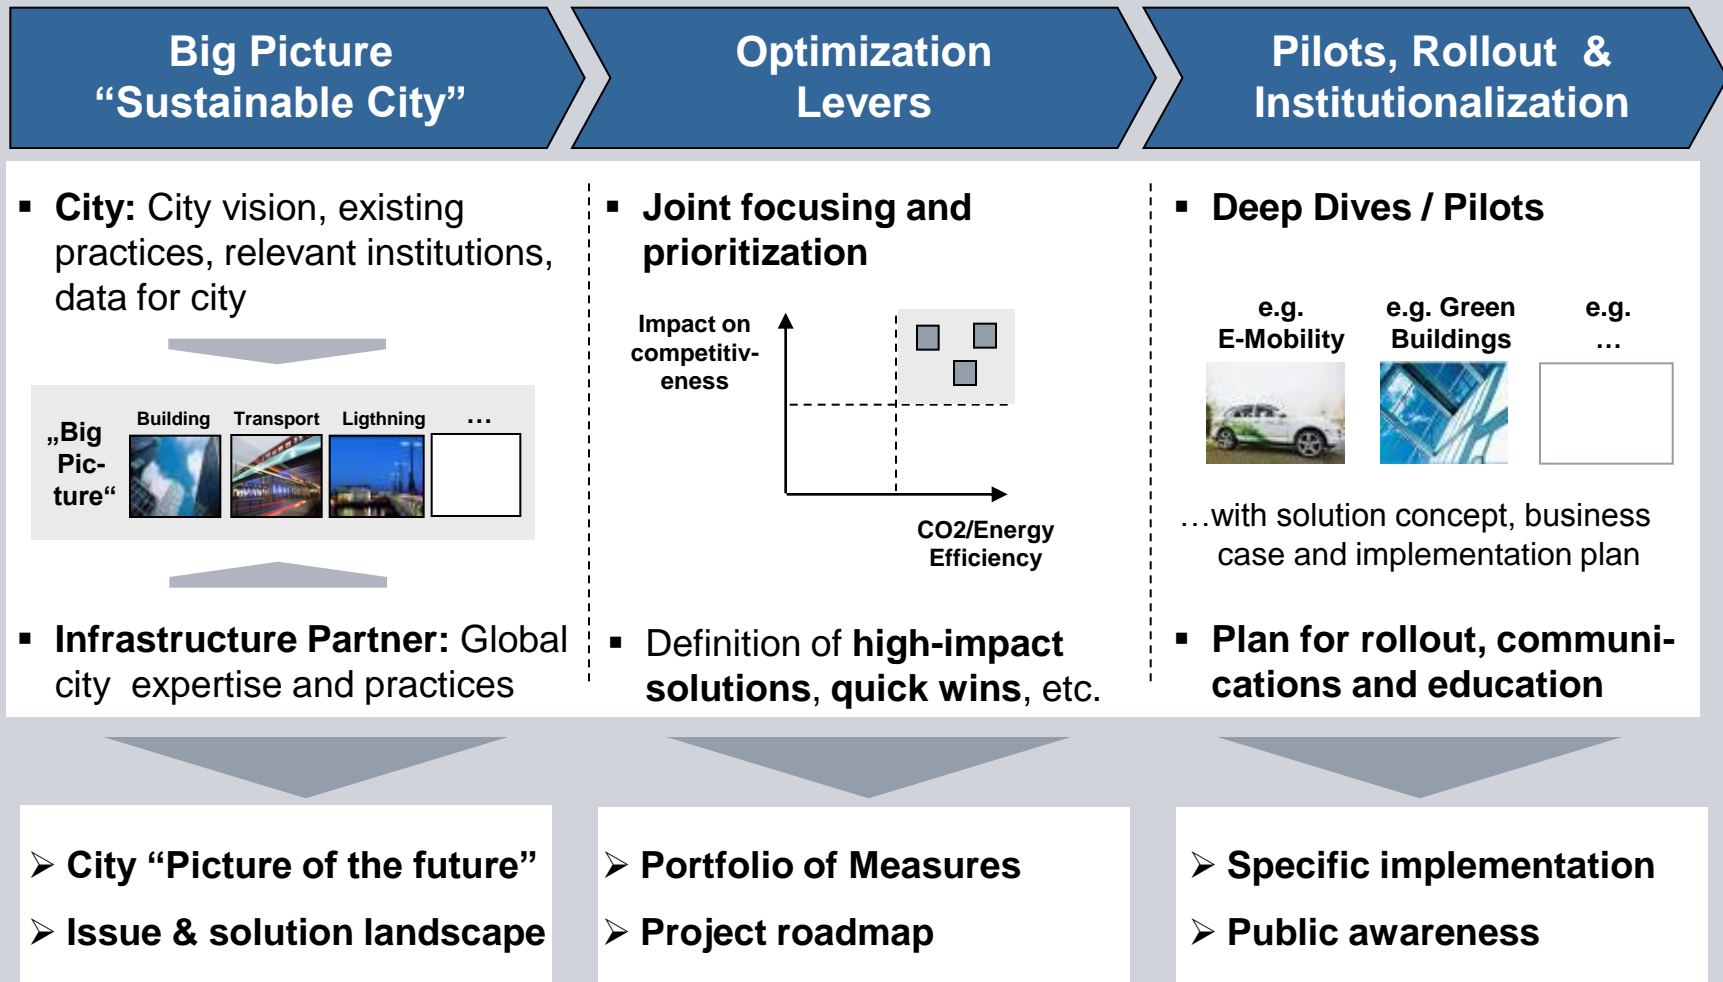 Big Picture
“Sustainable City”
Optimization
Levers
Pilots, Rollout  &
Institutionalization
▪ City: City vision, existing
practices, relevant institutions,
data for city
„Big
Pic-
ture“
Building
Transport
Ligthning
…
▪ Infrastructure Partner: Global
city  expertise and practices
▪ Joint focusing and
prioritization
Impact on
competitiv-
eness
CO2/Energy
Efficiency
▪ Definition of high-impact
solutions, quick wins, etc.
▪ Deep Dives / Pilots
e.g.
E-Mobility
e.g. Green
Buildings
e.g.
…
…with solution concept, business
case and implementation plan
▪ Plan for rollout, communi-
cations and education
➢ City “Picture of the future”
➢ Issue & solution landscape
➢ Portfolio of Measures
➢ Project roadmap
➢ Specific implementation
➢ Public awareness